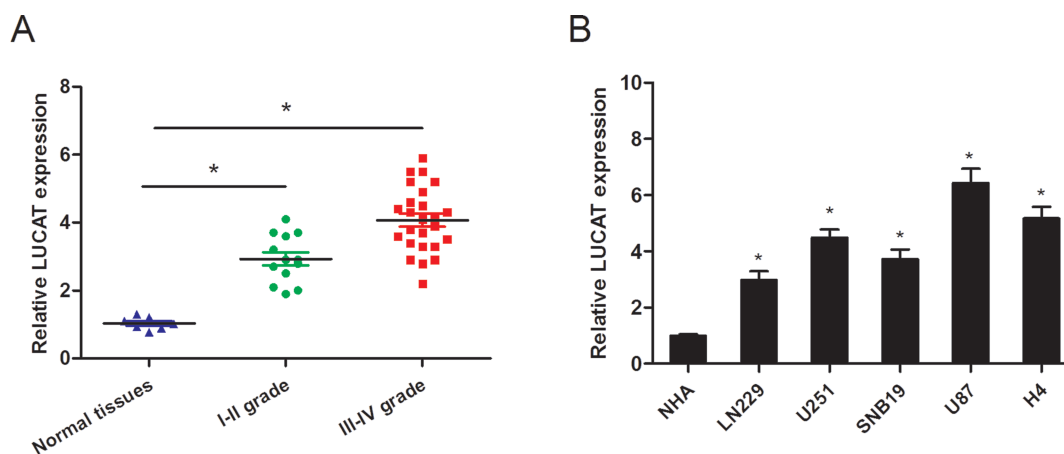 A
Relative LUCAT expression
8
6
4
2
0
*
*
Normal tissues
I-II grade
III-IV grade
B
Relative LUCAT expression
10
8
6
4
2
0
*
*
*
*
*
NHA
LN229
U251
SNB19
U87
H4